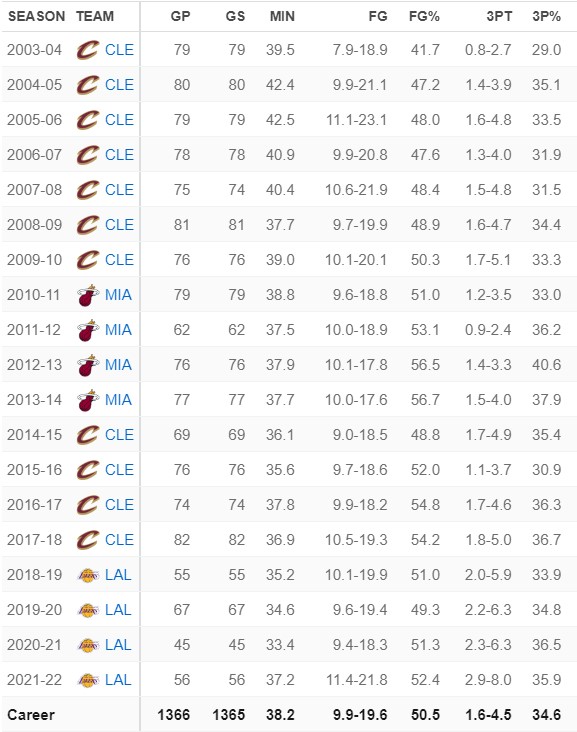 SEASON TEAM GP GS MIN FG FG% 3PT 3P%
2003-04 CLE 79 79 39.5 7.9-18.9 41.7 0.8-2.7 29.0
2004-05 CLE 80 80 42.4 9.9-21.1 47.2 1.4-3.9 35.1
2005-06 CLE 79 79 42.5 11.1-23.1 48.0 1.6-4.8 33.5
2006-07 CLE 78 78 40.9 9.9-20.8 47.6 1.3-4.0 31.9
2007-08 CLE 75 74 40.4 10.6-21.9 48.4 1.5-4.8 31.5
2008-09 CLE 81 81 37.7 9.7-19.9 48.9 1.6-4.7 34.4
2009-10 CLE 76 76 39.0 10.1-20.1 50.3 1.7-5.1 33.3
2010-11 MIA 79 79 38.8 9.6-18.8 51.0 1.2-3.5 33.0
2011-12 MIA 62 62 37.5 10.0-18.9 53.1 0.9-2.4 36.2
2012-13 MIA 76 76 37.9 10.1-17.8 56.5 1.4-3.3 40.6
2013-14 MIA 77 77 37.7 10.0-17.6 56.7 1.5-4.0 37.9
2014-15 CLE 69 69 36.1 9.0-18.5 48.8 1.7-4.9 35.4
2015-16 CLE 76 76 35.6 9.7-18.6 52.0 1.1-3.7 30.9
2016-17 CLE 74 74 37.8 9.9-18.2 54.8 1.7-4.6 36.3
2017-18 CLE 82 82 36.9 10.5-19.3 54.2 1.8-5.0 36.7
2018-19 LAL 55 55 35.2 10.1-19.9 51.0 2.0-5.9 33.9
2019-20 LAL 67 67 34.6 9.6-19.4 49.3 2.2-6.3 34.8
2020-21 LAL 45 45 33.4 9.4-18.3 51.3 2.3-6.3 36.5
2021-22 LAL 56 56 37.2 11.4-21.8 52.4 2.9-8.0 35.9
Career 1366 1365 38.2 9.9-19.6 50.5 1.6-4.5 34.6